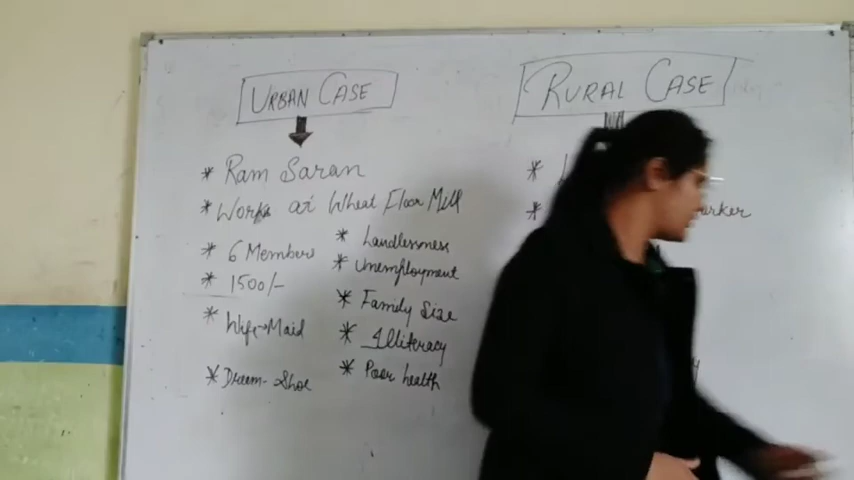 URBAN CASE
* Ram Saran
* Works at Wheat Floor Mill
* 6 Members
* 1500/-
* Wife→Maid
* Dream- Shoe
* Landlessness
* Unemployment
* Family Size
* Illiteracy
* Poor health
RURAL CASE
*
*